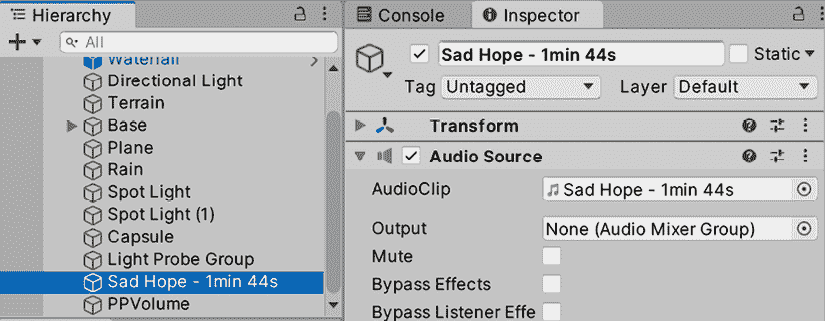 Hierarchy
All
Waterfall
Directional Light
Terrain
Base
Plane
Rain
Spot Light
Spot Light (1)
Capsule
Light Probe Group
Sad Hope - 1min 44s
PPVolume
Console
Inspector
Sad Hope - 1min 44s
Static
Tag Untagged
Layer Default
Transform
Audio Source
AudioClip Sad Hope - 1min 44s
Output None (Audio Mixer Group)
Mute
Bypass Effects
Bypass Listener Effe